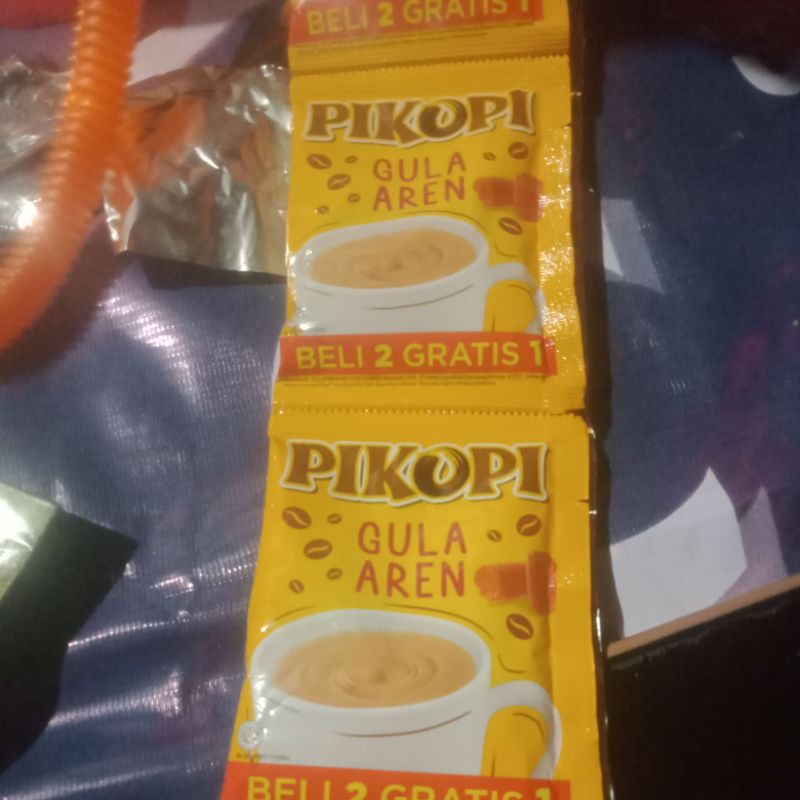 BELI 2 GRATIS 1
PIKOPI
GULA
AREN
BELI 2 GRATIS 1
PIKOPI
GULA
AREN
BELI 2 GRATIS 1